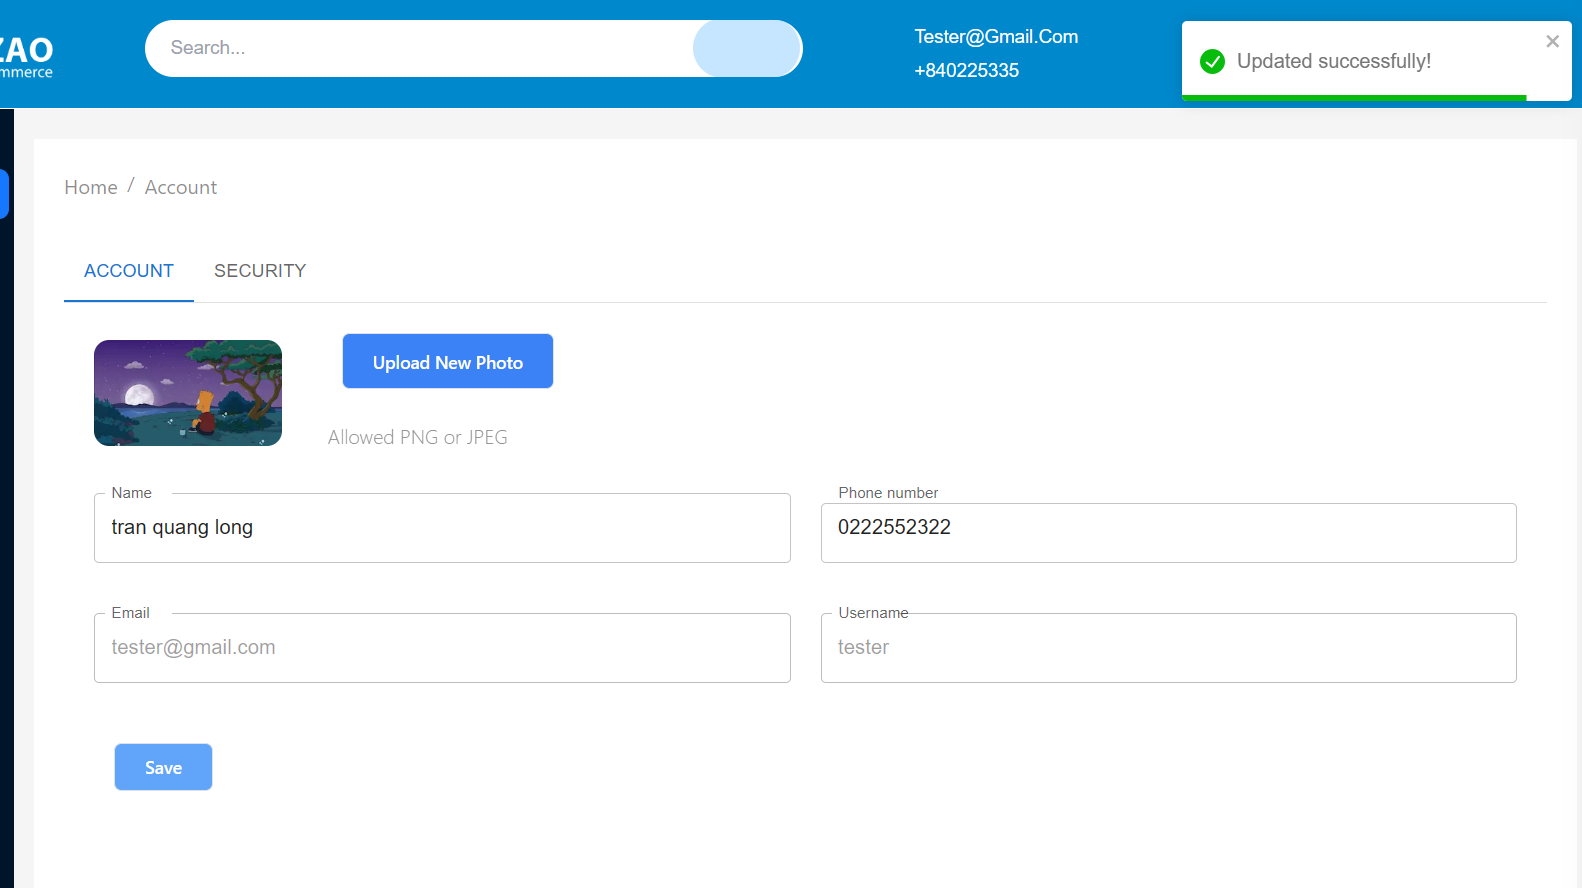 ZAO
mmerce
Search...
Tester@Gmail.Com
+840225335
Updated successfully!
Home / Account
ACCOUNT
SECURITY
Upload New Photo
Allowed PNG or JPEG
Name
tran quang long
Phone number
0222552322
Email
tester@gmail.com
Username
tester
Save